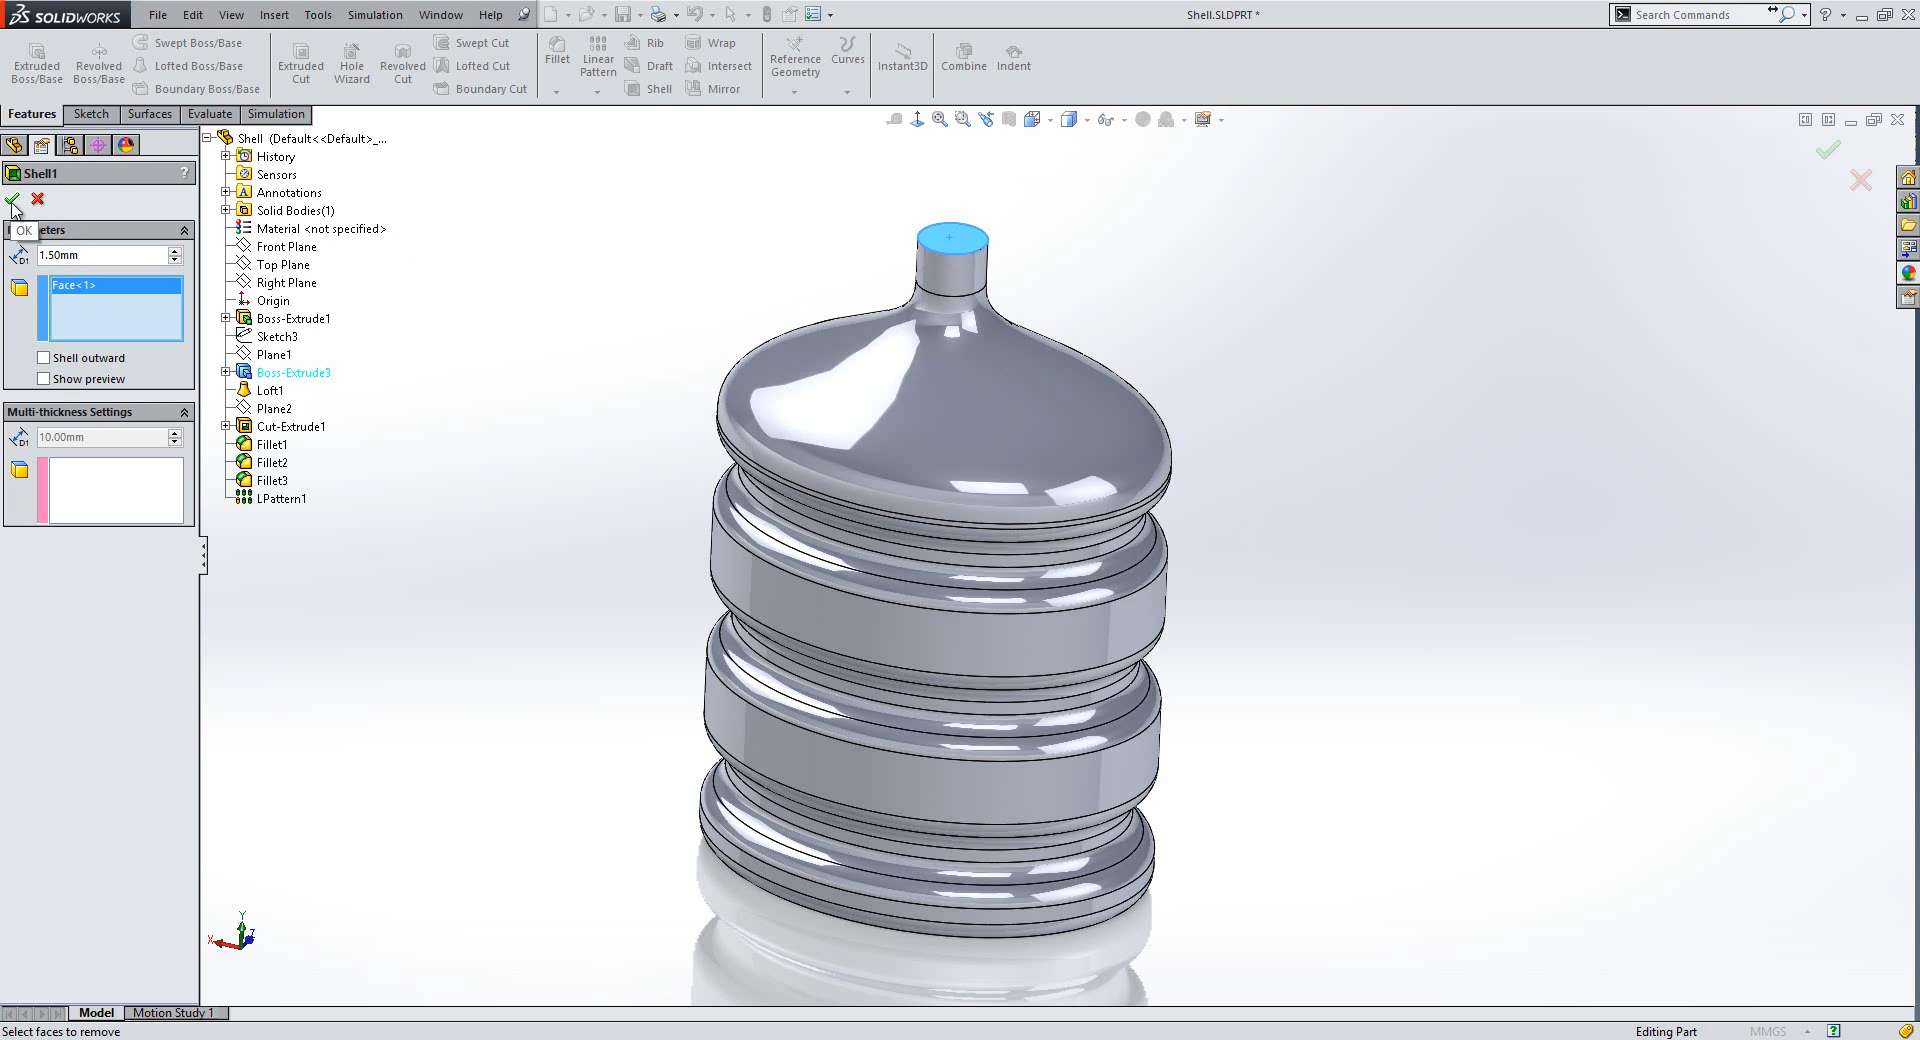 SOLIDWORKS File Edit View Insert Tools Simulation Window Help Shell.SLDPRT * Search Commands
Extruded Boss/Base
Revolved Boss/Base
Swept Boss/Base
Lofted Boss/Base
Boundary Boss/Base
Extruded Cut
Hole Wizard
Revolved Cut
Swept Cut
Lofted Cut
Boundary Cut
Fillet
Linear Pattern
Rib
Draft
Shell
Wrap
Intersect
Mirror
Reference Geometry
Curves
Instant3D
Combine
Indent
Features Sketch Surfaces Evaluate Simulation
Shell1 ?
OK
eters
1.50mm
Face<1>
Shell outward
Show preview
Multi-thickness Settings
10.00mm
Shell (Default<<Default>_...
History
Sensors
Annotations
Solid Bodies(1)
Material <not specified>
Front Plane
Top Plane
Right Plane
Origin
Boss-Extrude1
Sketch3
Plane1
Boss-Extrude3
Loft1
Plane2
Cut-Extrude1
Fillet1
Fillet2
Fillet3
LPattern1
Y
X Z
Model Motion Study 1
Select faces to remove Editing Part MMGS ?